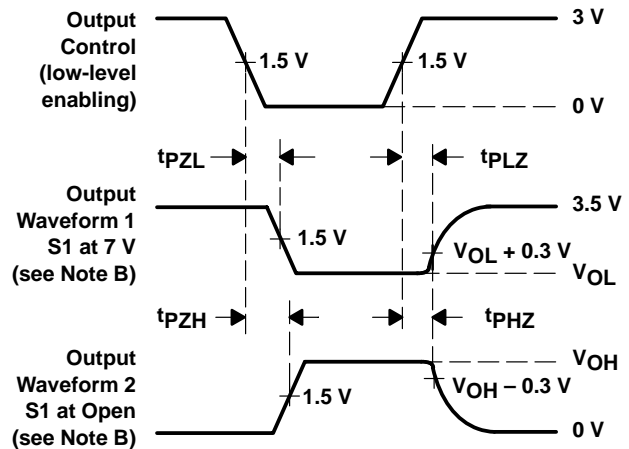 Output
Control
(low-level
enabling)
1.5 V
1.5 V
3 V
0 V
tPZL
tPLZ
Output
Waveform 1
S1 at 7 V
(see Note B)
1.5 V
3.5 V
VOL + 0.3 V
VOL
tPZH
tPHZ
Output
Waveform 2
S1 at Open
(see Note B)
1.5 V
VOH
VOH – 0.3 V
0 V